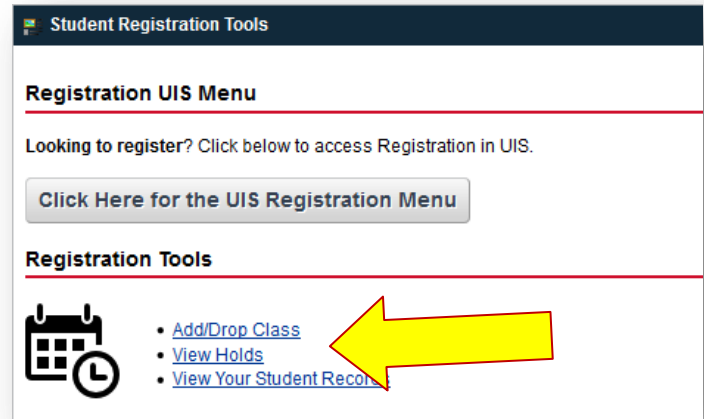 Student Registration Tools
Registration UIS Menu
Looking to register? Click below to access Registration in UIS.
Click Here for the UIS Registration Menu
Registration Tools
Add/Drop Class
View Holds
View Your Student Records